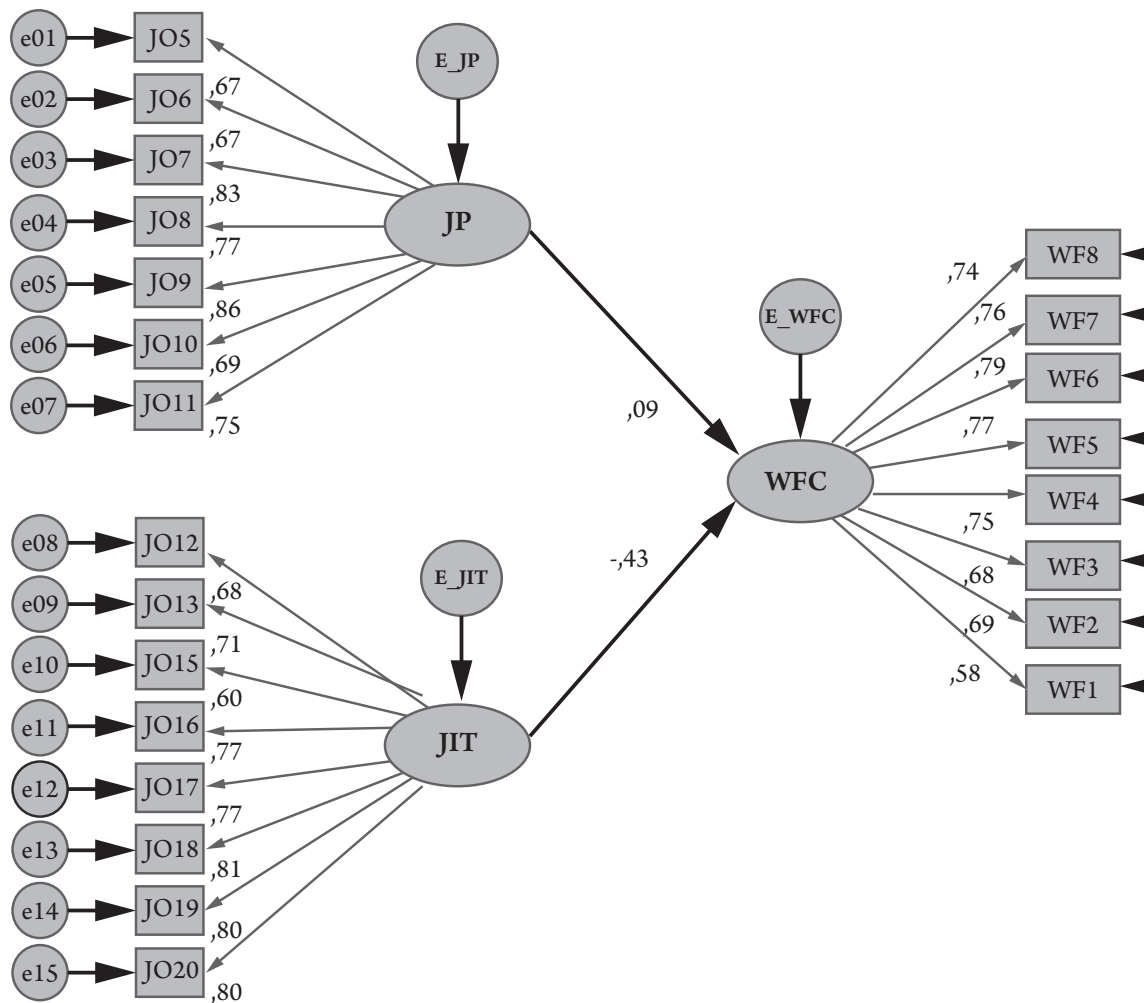 e01 JO5
,67
e02 JO6
,67
e03 JO7
,83
e04 JO8
,77
e05 JO9
,86
e06 JO10
,69
e07 JO11
,75
E_JP
JP
,09
e08 JO12
,68
e09 JO13
,71
e10 JO15
,60
e11 JO16
,77
e12 JO17
,77
e13 JO18
,81
e14 JO19
,80
e15 JO20
,80
E_JIT
JIT
-,43
E_WFC
WFC
,74
WF8
,76
WF7
,79
WF6
,77
WF5
WF4
,75
WF3
,68
WF2
,69
WF1
,58